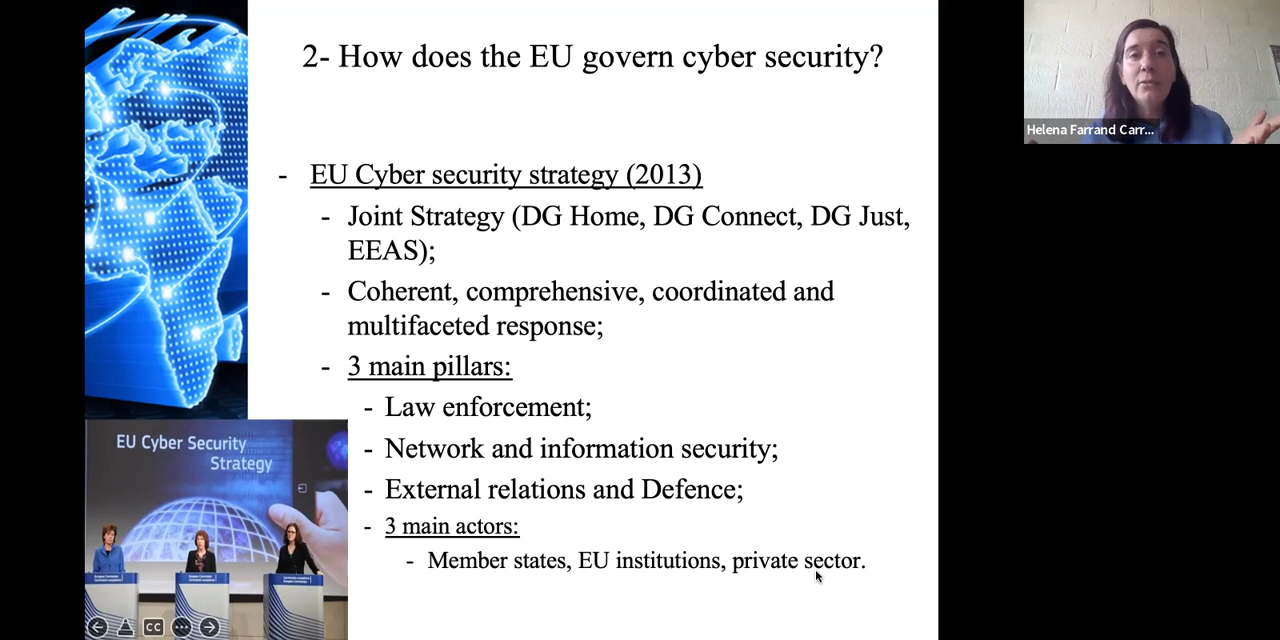 2- How does the EU govern cyber security?
Helena Farrand Carr...
- EU Cyber security strategy (2013)
- Joint Strategy (DG Home, DG Connect, DG Just,
EEAS);
- Coherent, comprehensive, coordinated and
multifaceted response;
- 3 main pillars:
- Law enforcement;
- Network and information security;
- External relations and Defence;
- 3 main actors:
- Member states, EU institutions, private sector.
EU Cyber Security
Strategy
CC